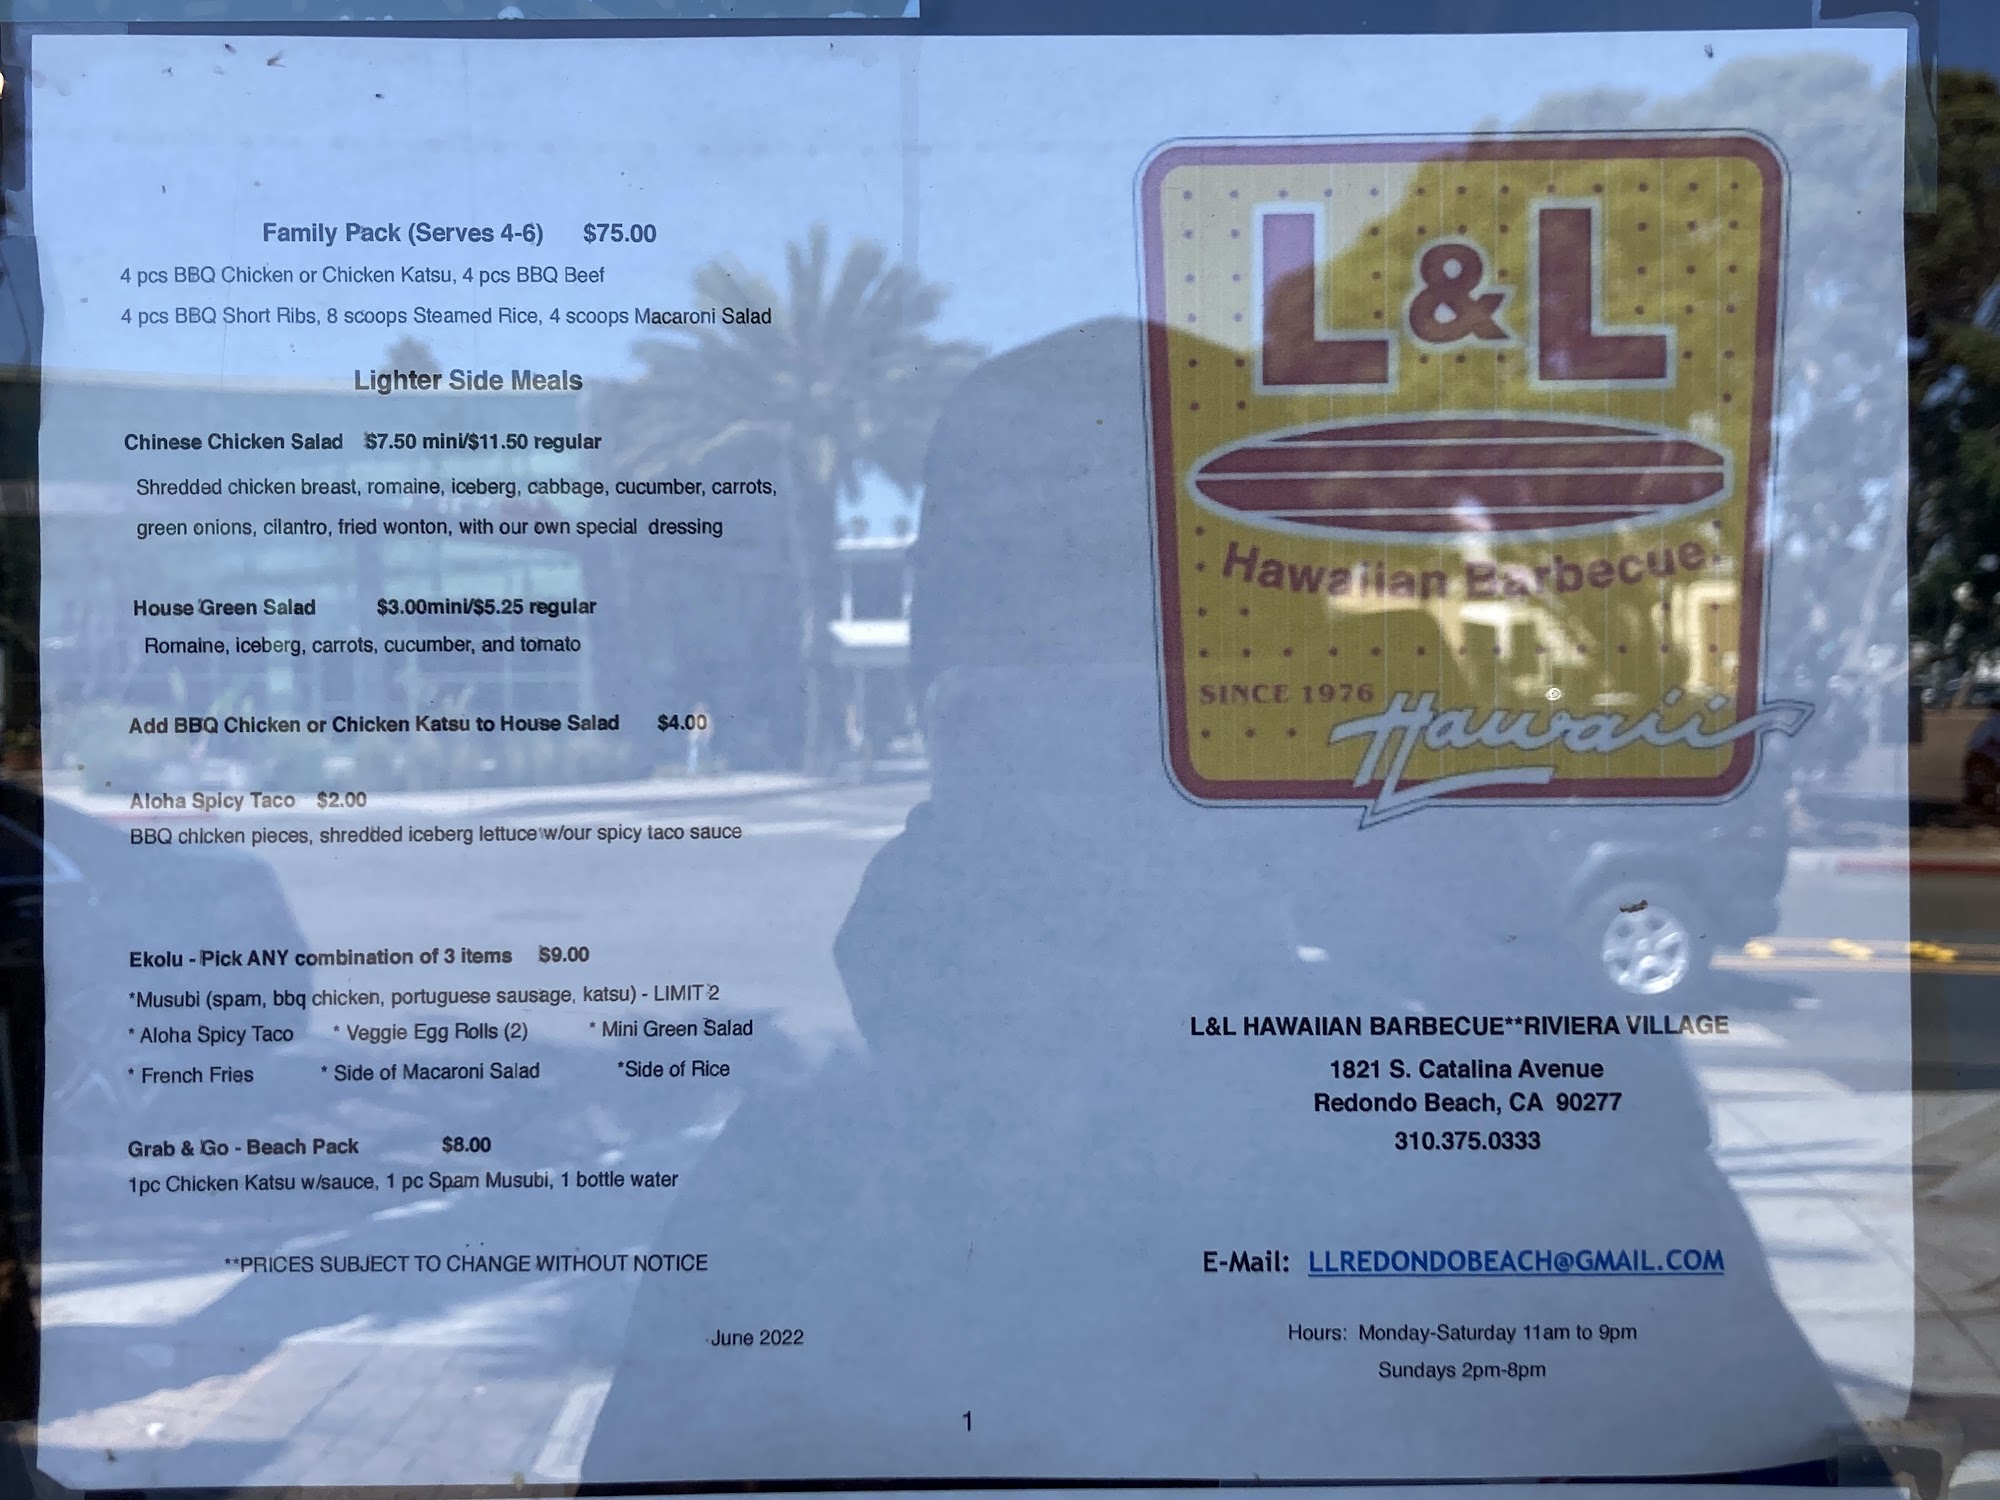 Family Pack (Serves 4-6) $75.00
4 pcs BBQ Chicken or Chicken Katsu, 4 pcs BBQ Beef
4 pcs BBQ Short Ribs, 8 scoops Steamed Rice, 4 scoops Macaroni Salad
Lighter Side Meals
Chinese Chicken Salad $7.50 mini/$11.50 regular
Shredded chicken breast, romaine, iceberg, cabbage, cucumber, carrots,
green onions, cilantro, fried wonton, with our own special dressing
House Green Salad $3.00mini/$5.25 regular
Romaine, iceberg, carrots, cucumber, and tomato
Add BBQ Chicken or Chicken Katsu to House Salad $4.00
Aloha Spicy Taco $2.00
BBQ chicken pieces, shredded iceberg lettuce w/our spicy taco sauce
Ekolu - Pick ANY combination of 3 items $9.00
*Musubi (spam, bbq chicken, portuguese sausage, katsu) - LIMIT 2
* Aloha Spicy Taco * Veggie Egg Rolls (2) * Mini Green Salad
* French Fries * Side of Macaroni Salad *Side of Rice
Grab & Go - Beach Pack $8.00
1pc Chicken Katsu w/sauce, 1 pc Spam Musubi, 1 bottle water
**PRICES SUBJECT TO CHANGE WITHOUT NOTICE
June 2022
1
L&L
Hawaiian Barbecue
SINCE 1976
Hawaii
L&L HAWAIIAN BARBECUE**RIVIERA VILLAGE
1821 S. Catalina Avenue
Redondo Beach, CA 90277
310.375.0333
E-Mail: LLREDONDOBEACH@GMAIL.COM
Hours: Monday-Saturday 11am to 9pm
Sundays 2pm-8pm